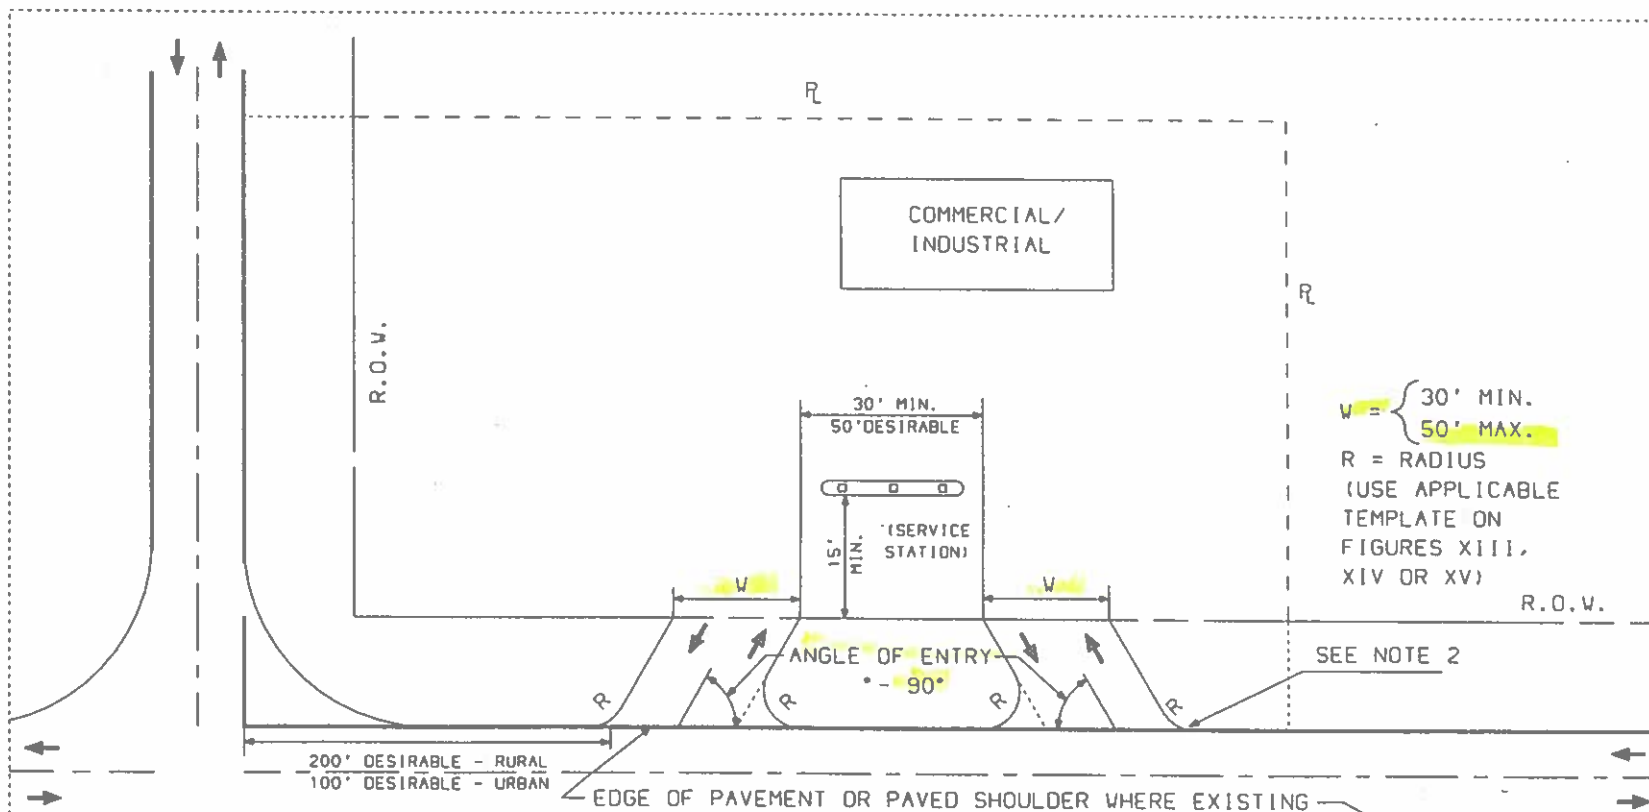 P̲L
COMMERCIAL/
INDUSTRIAL
PL
R.O.W.
30' MIN.
50'DESIRABLE
W = 30' MIN.
50' MAX.
R = RADIUS
(USE APPLICABLE
TEMPLATE ON
FIGURES XIII,
XIV OR XV)
(SERVICE
STATION)
15'
MIN.
W
W
R.O.W.
ANGLE OF ENTRY
° - 90°
SEE NOTE 2
R
R
R
R
200' DESIRABLE - RURAL
100' DESIRABLE - URBAN
EDGE OF PAVEMENT OR PAVED SHOULDER WHERE EXISTING